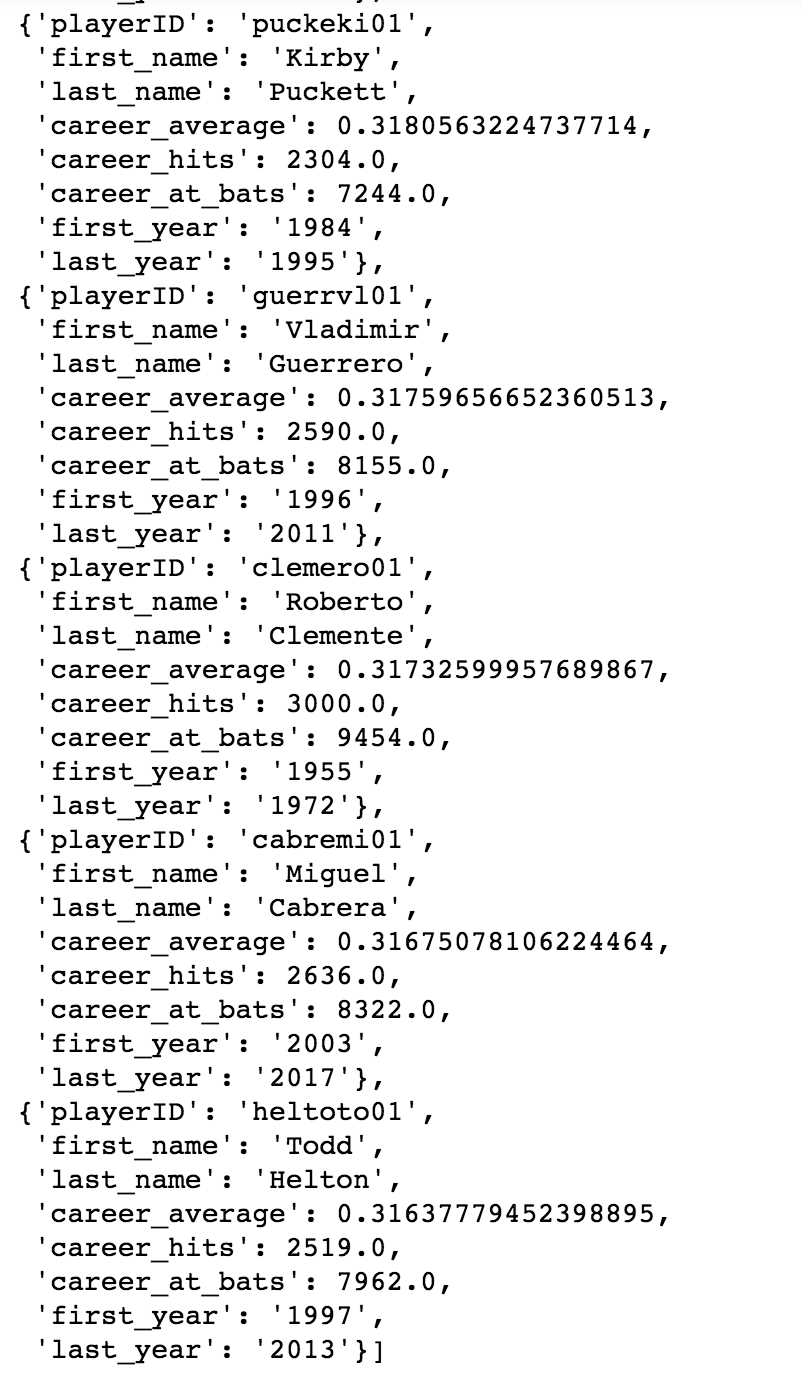 {'playerID': 'puckeki01',
'first_name': 'Kirby',
'last_name': 'Puckett',
'career_average': 0.3180563224737714,
'career_hits': 2304.0,
'career_at_bats': 7244.0,
'first_year': '1984',
'last_year': '1995'},
{'playerID': 'guerrvl01',
'first_name': 'Vladimir',
'last_name': 'Guerrero',
'career_average': 0.31759656652360513,
'career_hits': 2590.0,
'career_at_bats': 8155.0,
'first_year': '1996',
'last_year': '2011'},
{'playerID': 'clemero01',
'first_name': 'Roberto',
'last_name': 'Clemente',
'career_average': 0.31732599957689867,
'career_hits': 3000.0,
'career_at_bats': 9454.0,
'first_year': '1955',
'last_year': '1972'},
{'playerID': 'cabremi01',
'first_name': 'Miguel',
'last_name': 'Cabrera',
'career_average': 0.31675078106224464,
'career_hits': 2636.0,
'career_at_bats': 8322.0,
'first_year': '2003',
'last_year': '2017'},
{'playerID': 'heltoto01',
'first_name': 'Todd',
'last_name': 'Helton',
'career_average': 0.31637779452398895,
'career_hits': 2519.0,
'career_at_bats': 7962.0,
'first_year': '1997',
'last_year': '2013'}]